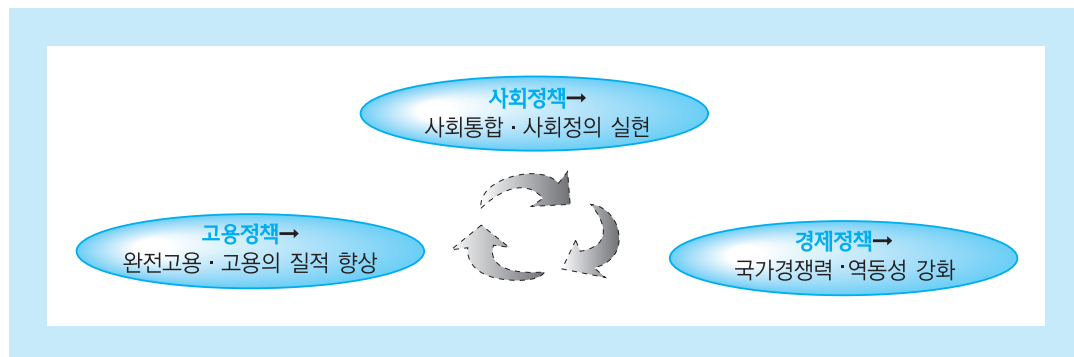 사회정책→
사회통합·사회정의 실현
고용정책→
완전고용·고용의 질적 향상
경제정책→
국가경쟁력·역동성 강화